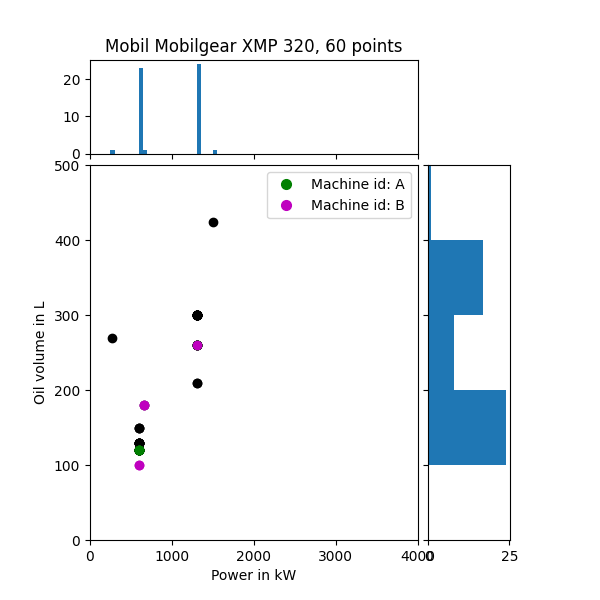 Mobil Mobilgear XMP 320, 60 points
20
10
0
500
400
300
200
100
0
Oil volume in L
Machine id: A
Machine id: B
0 1000 2000 3000 4000
0 25
Power in kW